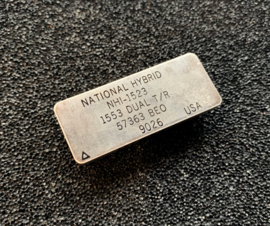 NATIONAL HYBRID
NHI-1523
1553 DUAL T/R
57363 BEO USA
9026